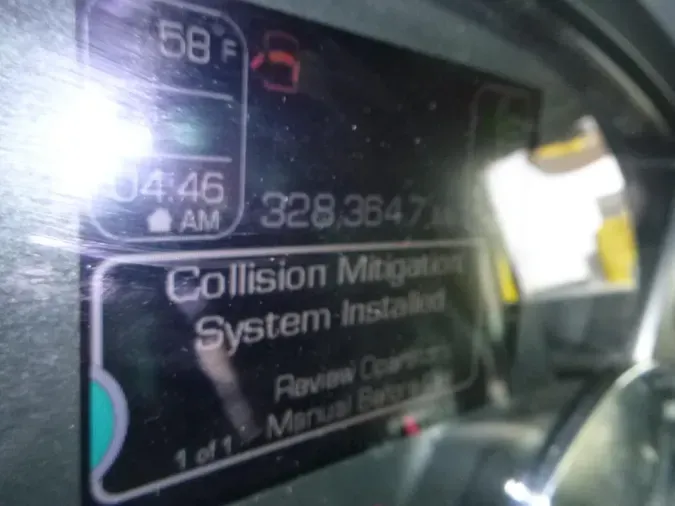 58 F
04:46
AM
328,364.7
Collision Mitigation
System Installed
Review Operators
Manual Before
1 of 1